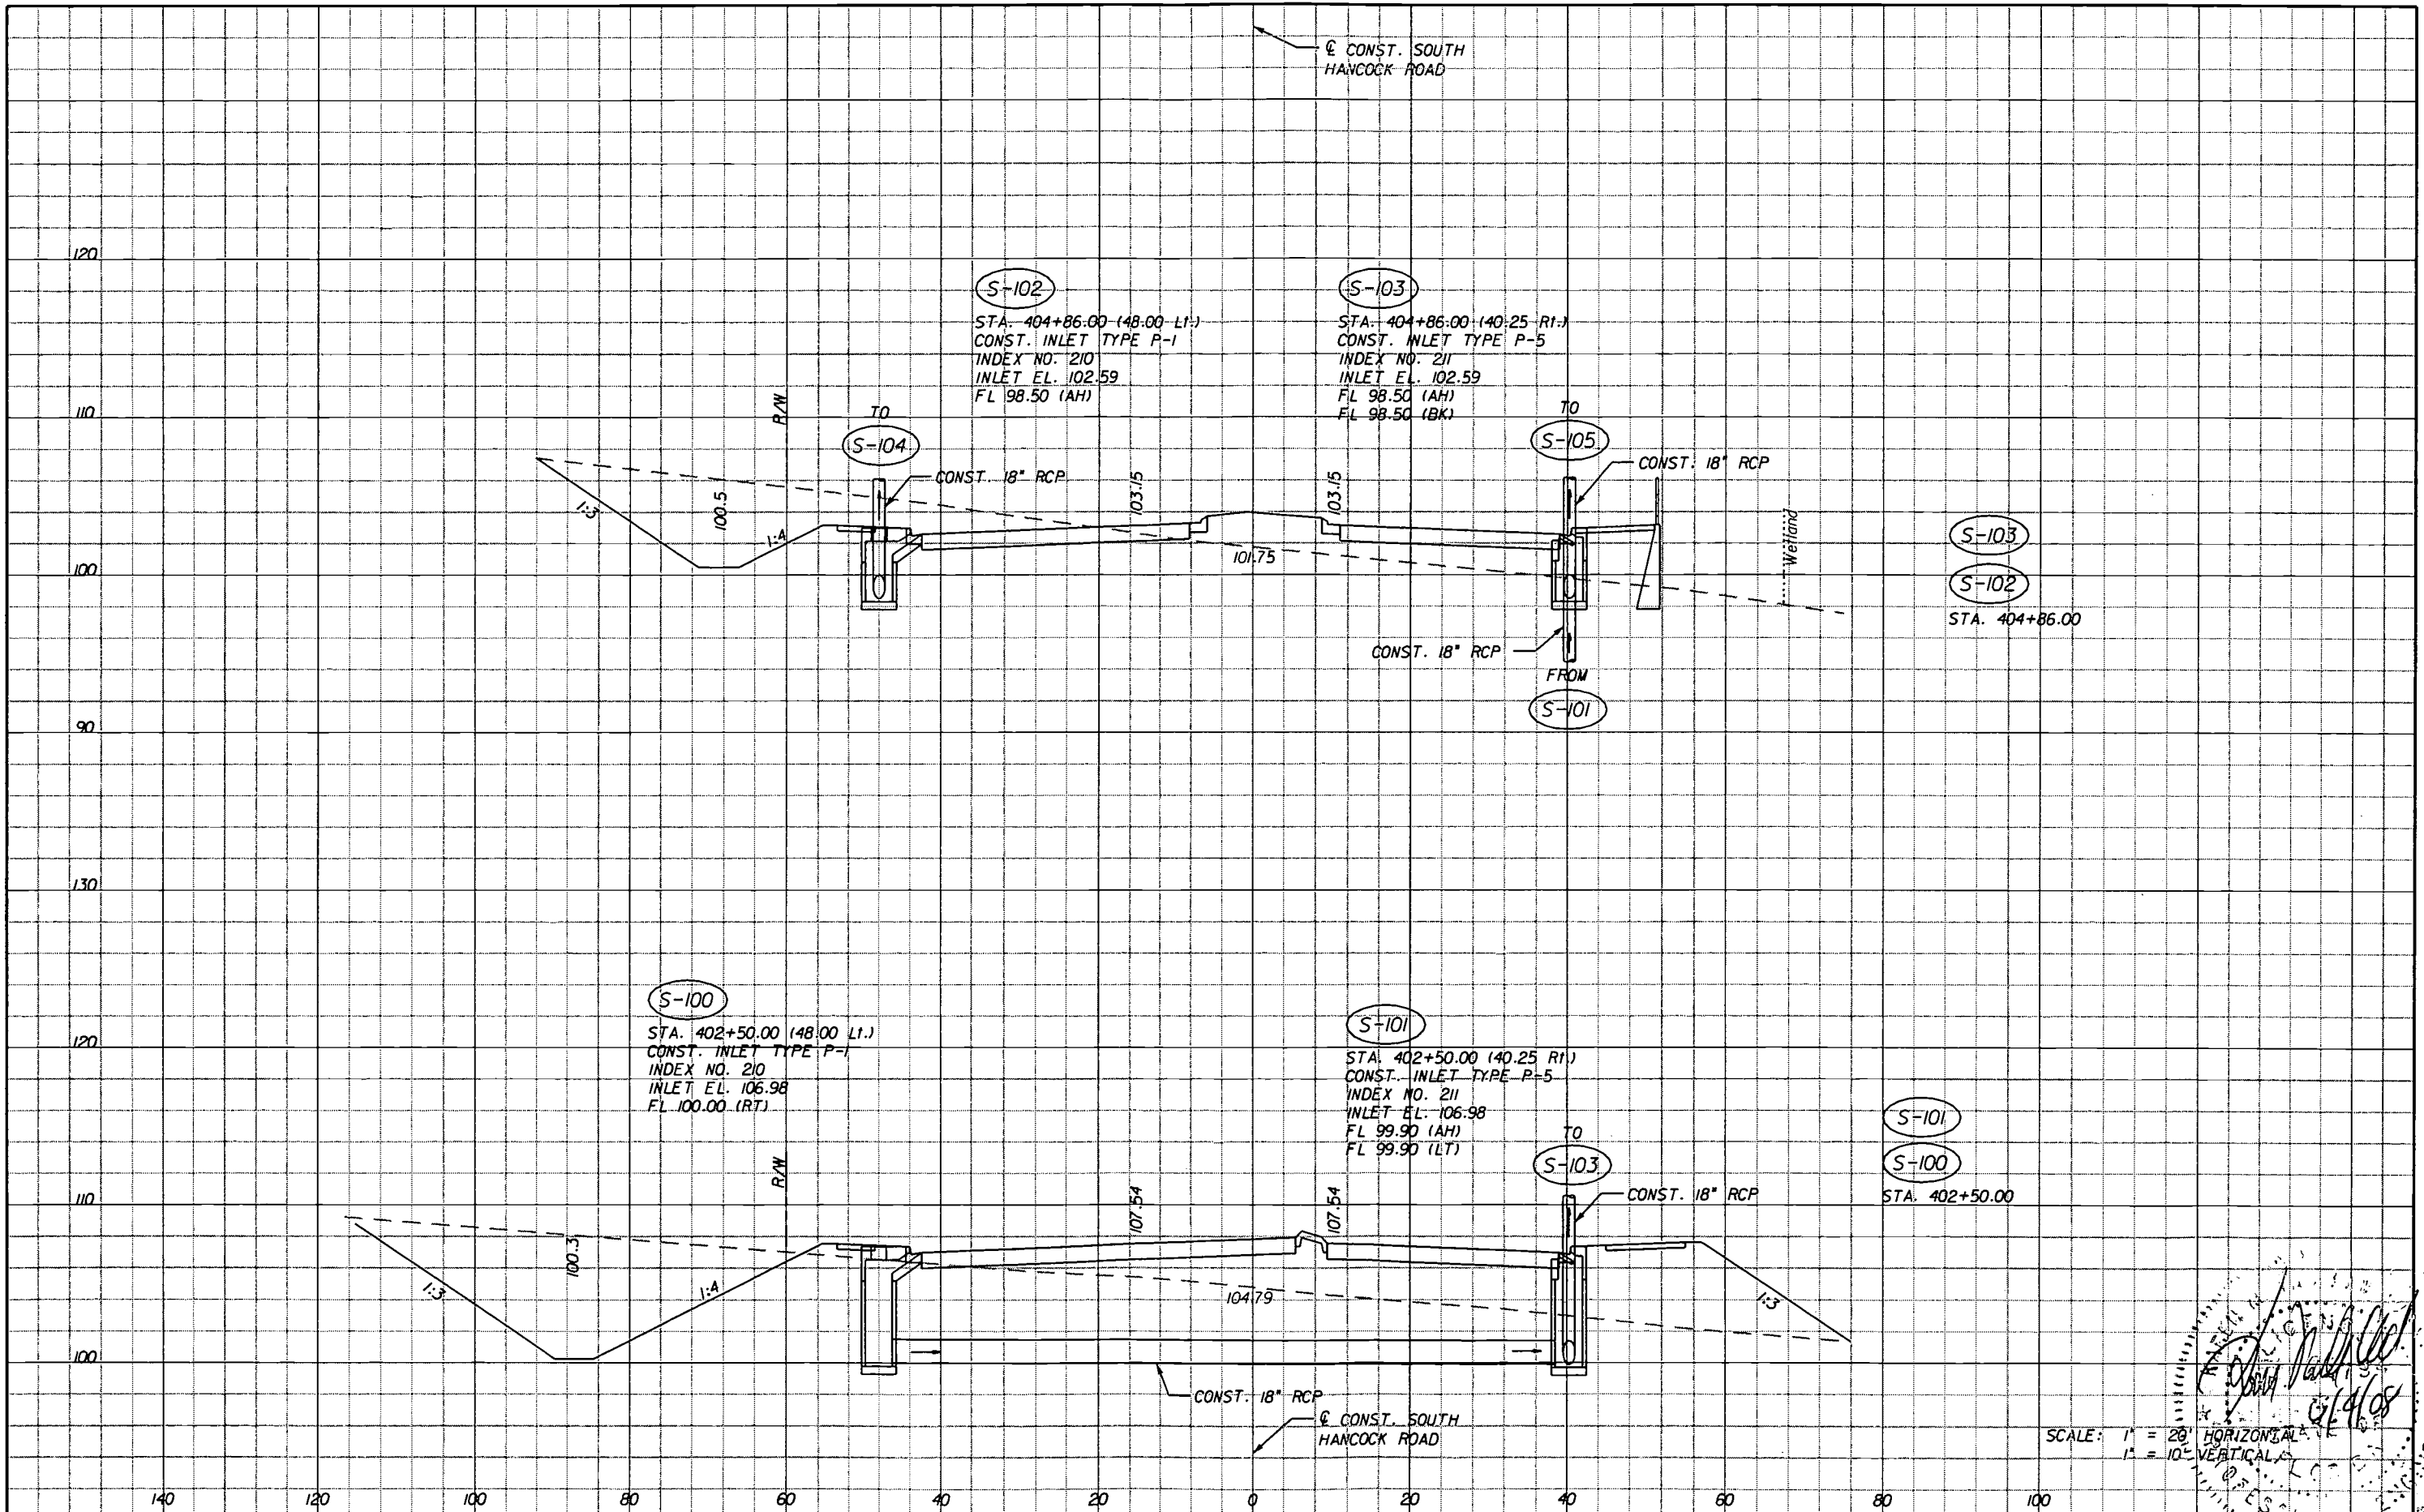 ℄ CONST. SOUTH
HANCOCK ROAD
120
S-102
STA. 404+86.00 (48.00 Lt.)
CONST. INLET TYPE P-1
INDEX NO. 210
INLET EL. 102.59
FL 98.50 (AH)
S-103
STA. 404+86.00 (40.25 Rt.)
CONST. INLET TYPE P-5
INDEX NO. 211
INLET EL. 102.59
FL 98.50 (AH)
FL 98.50 (BK)
110
R/W
TO
S-104
CONST. 18" RCP
TO
S-105
CONST. 18" RCP
1:3
100.5
1:4
103.15
103.15
101.75
Wetland
100
S-103
S-102
STA. 404+86.00
CONST. 18" RCP
FROM
S-101
90
130
120
S-100
STA. 402+50.00 (48.00 Lt.)
CONST. INLET TYPE P-1
INDEX NO. 210
INLET EL. 106.98
FL 100.00 (RT)
S-101
STA. 402+50.00 (40.25 Rt.)
CONST. INLET TYPE P-5
INDEX NO. 211
INLET EL. 106.98
FL 99.90 (AH)
FL 99.90 (LT)
S-101
S-100
STA. 402+50.00
110
R/W
TO
S-103
CONST. 18" RCP
107.54
107.54
1:3
100.3
1:4
104.79
1:3
100
CONST. 18" RCP
℄ CONST. SOUTH
HANCOCK ROAD
SCALE: 1" = 20' HORIZONTAL
1" = 10' VERTICAL
140 120 100 80 60 40 20 0 20 40 60 80 100